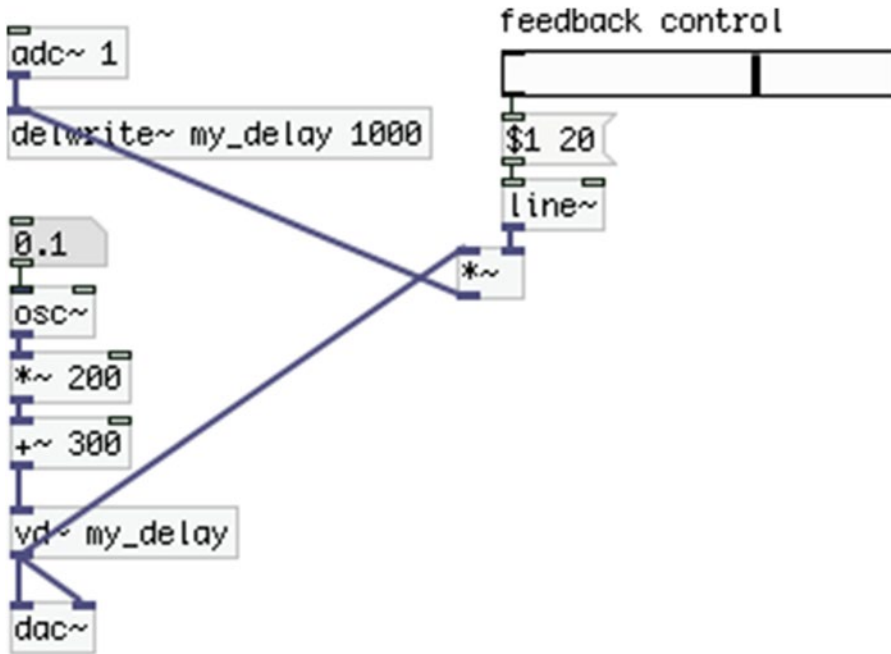 adc~ 1
delwrite~ my_delay 1000
0.1
osc~
*~ 200
+~ 300
vd~ my_delay
dac~
feedback control
$1 20
line~
*~